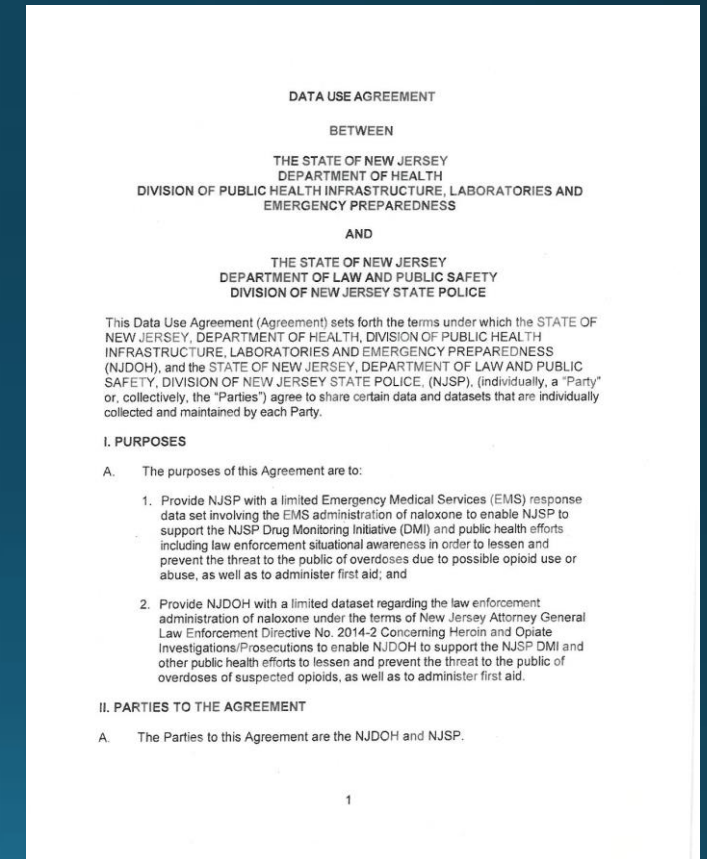 DATA USE AGREEMENT
BETWEEN
THE STATE OF NEW JERSEY
DEPARTMENT OF HEALTH
DIVISION OF PUBLIC HEALTH INFRASTRUCTURE, LABORATORIES AND
EMERGENCY PREPAREDNESS
AND
THE STATE OF NEW JERSEY
DEPARTMENT OF LAW AND PUBLIC SAFETY
DIVISION OF NEW JERSEY STATE POLICE
This Data Use Agreement (Agreement) sets forth the terms under which the STATE OF
NEW JERSEY, DEPARTMENT OF HEALTH, DIVISION OF PUBLIC HEALTH
INFRASTRUCTURE, LABORATORIES AND EMERGENCY PREPAREDNESS
(NJDOH), and the STATE OF NEW JERSEY, DEPARTMENT OF LAW AND PUBLIC
SAFETY, DIVISION OF NEW JERSEY STATE POLICE, (NJSP), (individually, a "Party"
or, collectively, the "Parties") agree to share certain data and datasets that are individually
collected and maintained by each Party.
I. PURPOSES
A. The purposes of this Agreement are to:
1. Provide NJSP with a limited Emergency Medical Services (EMS) response
data set involving the EMS administration of naloxone to enable NJSP to
support the NJSP Drug Monitoring Initiative (DMI) and public health efforts
including law enforcement situational awareness in order to lessen and
prevent the threat to the public of overdoses due to possible opioid use or
abuse, as well as to administer first aid; and
2. Provide NJDOH with a limited dataset regarding the law enforcement
administration of naloxone under the terms of New Jersey Attorney General
Law Enforcement Directive No. 2014-2 Concerning Heroin and Opiate
Investigations/Prosecutions to enable NJDOH to support the NJSP DMI and
other public health efforts to lessen and prevent the threat to the public of
overdoses of suspected opioids, as well as to administer first aid.
II. PARTIES TO THE AGREEMENT
A. The Parties to this Agreement are the NJDOH and NJSP.
1